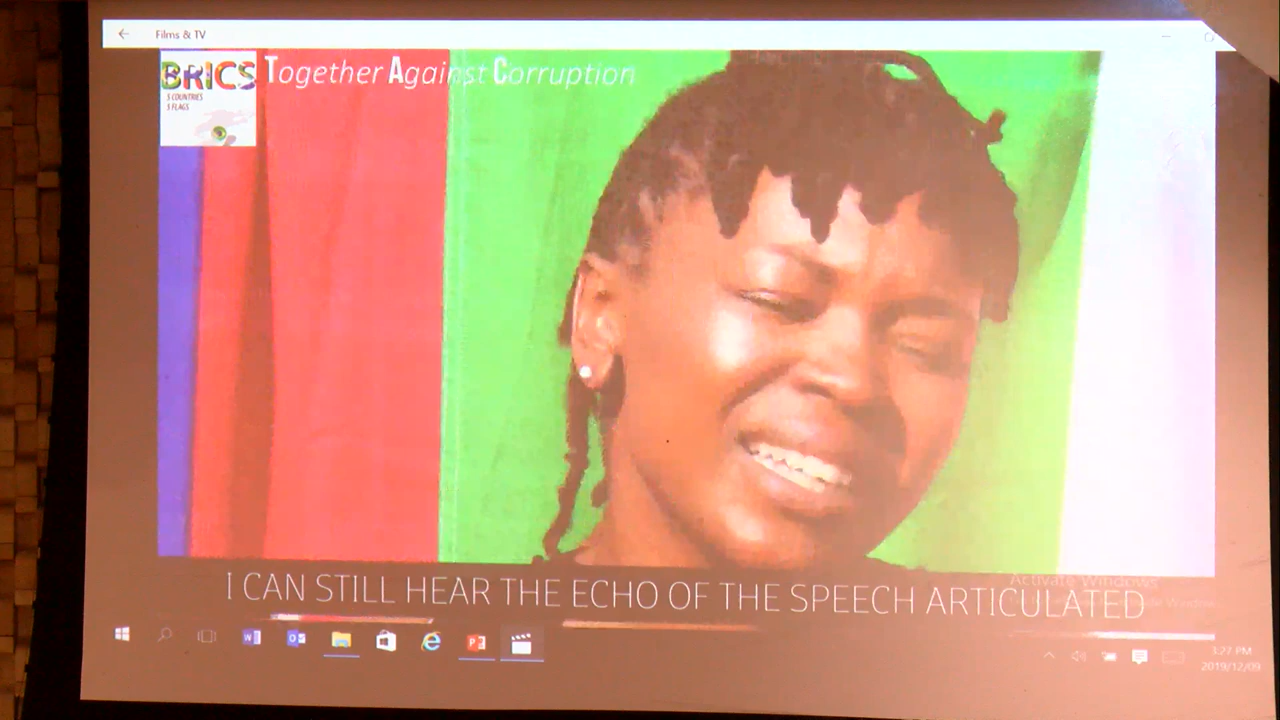 Films & TV
BRICS
5 COUNTRIES
5 FLAGS
Together Against Corruption
I CAN STILL HEAR THE ECHO OF THE SPEECH ARTICULATED
Activate Windows
3:27 PM
2019/12/09